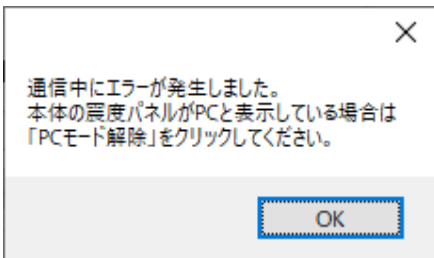 通信中にエラーが発生しました。
本体の震度パネルがPCと表示している場合は
「PCモード解除」をクリックしてください。
OK